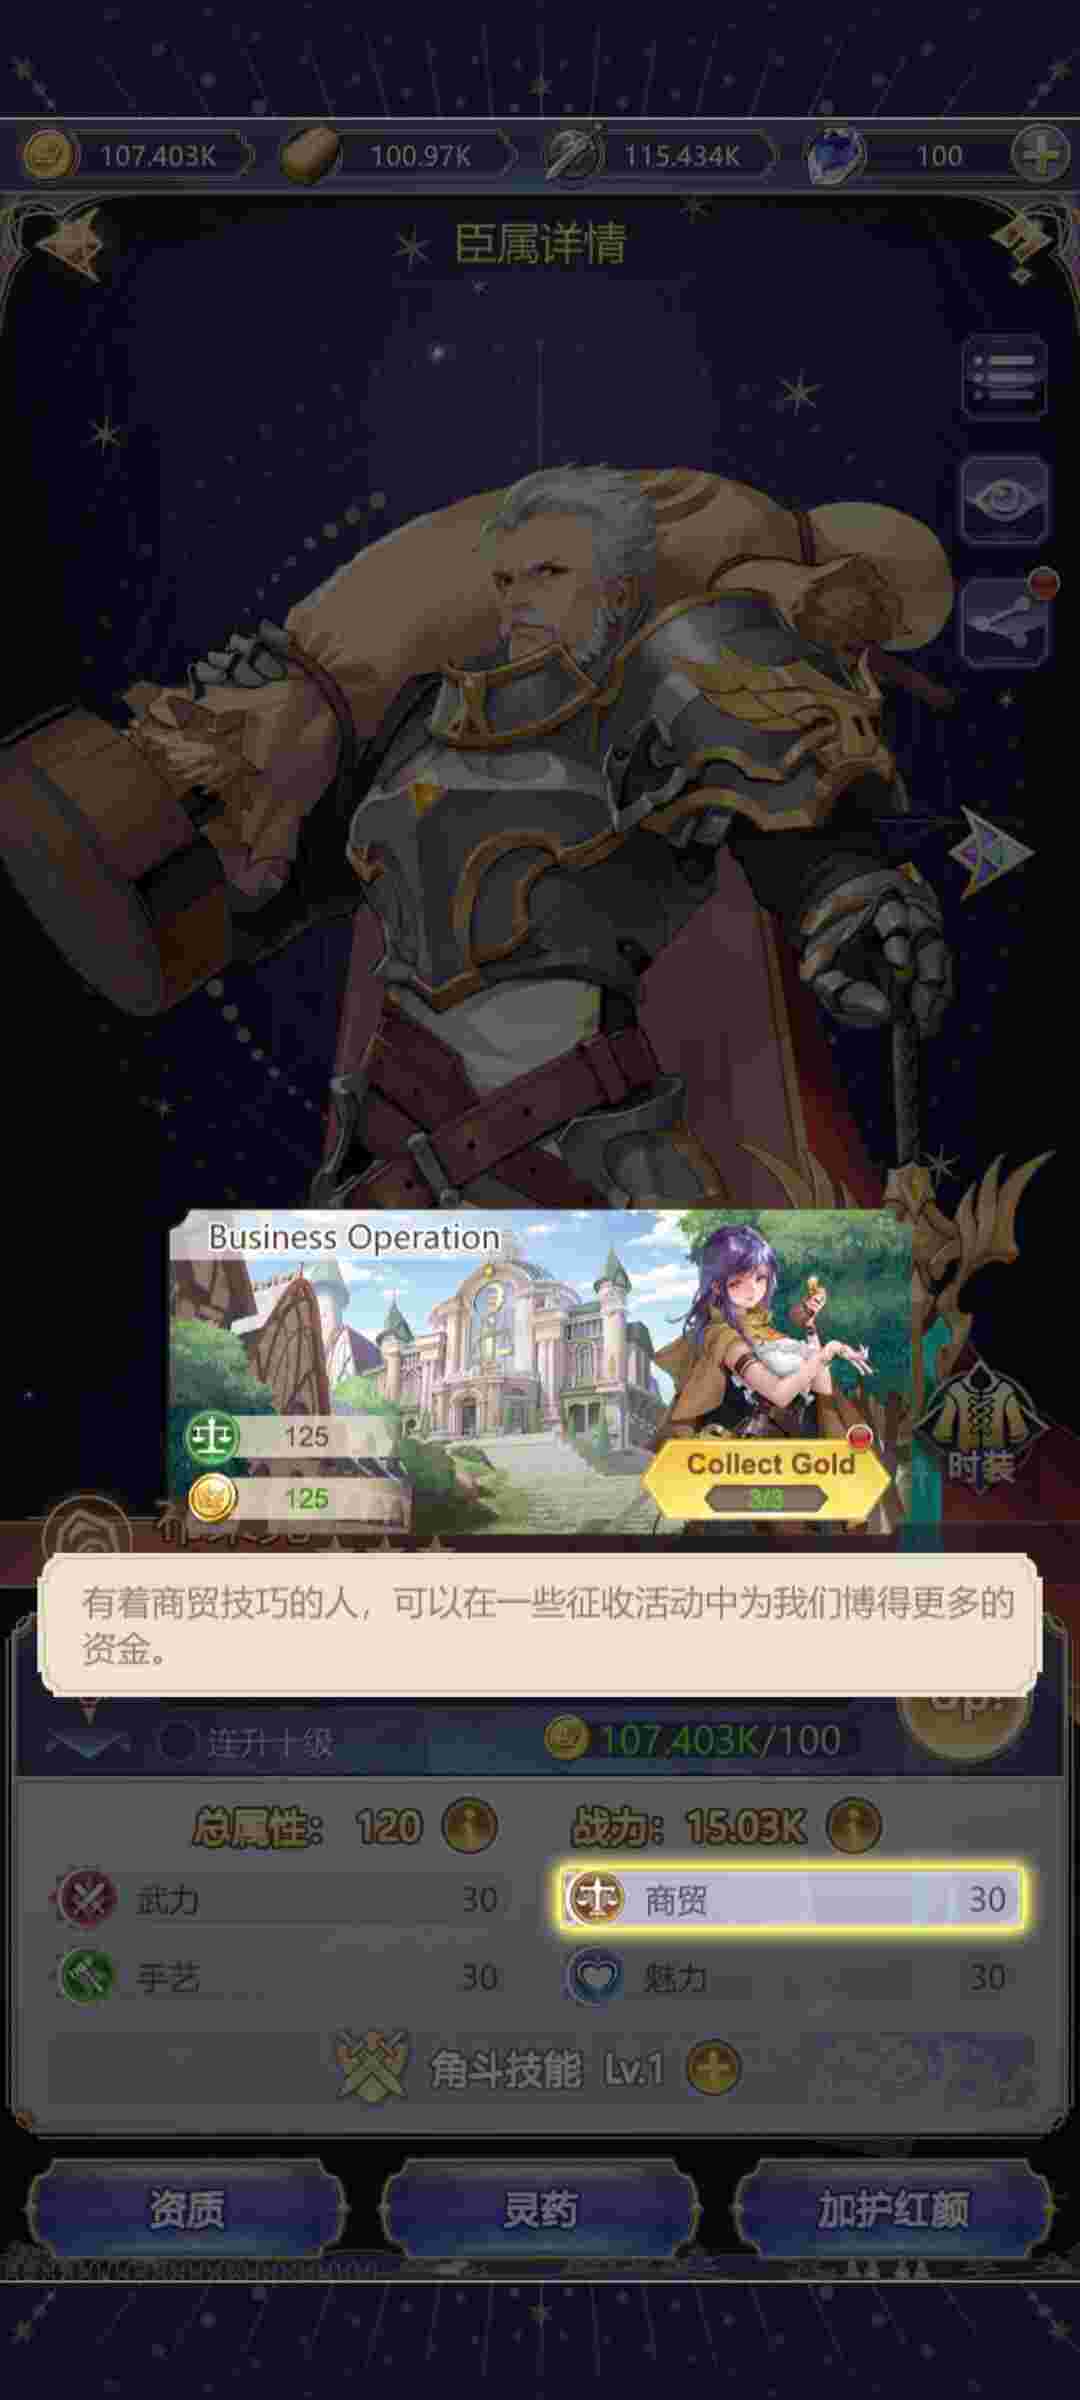 107.403K
100.97K
115.434K
100
臣属详情
Business Operation
125
125
Collect Gold
3/3
时装
有着商贸技巧的人，可以在一些征收活动中为我们博得更多的
资金。
Up!
连升十级
107.403K/100
总属性： 120
战力： 15.03K
武力 30
商贸 30
手艺 30
魅力 30
角斗技能 Lv.1
资质
灵药
加护红颜